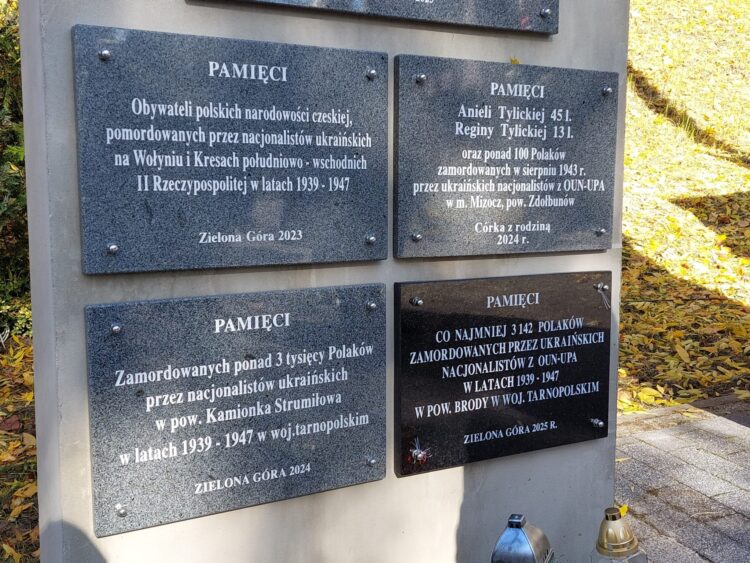 PAMIĘCI
Obywateli polskich narodowości czeskiej,
pomordowanych przez nacjonalistów ukraińskich
na Wołyniu i Kresach południowo - wschodnich
II Rzeczypospolitej w latach 1939 - 1947
Zielona Góra 2023
PAMIĘCI
Anieli Tylickiej 45 l.
Reginy Tylickiej 13 l.
oraz ponad 100 Polaków
zamordowanych w sierpniu 1943 r.
przez ukraińskich nacjonalistów z OUN-UPA
w m. Mizocz, pow. Zdołbunów
Córka z rodziną
2024 r.
PAMIĘCI
Zamordowanych ponad 3 tysięcy Polaków
przez nacjonalistów ukraińskich
w pow. Kamionka Strumiłowa
w latach 1939 - 1947 w woj.tarnopolskim
ZIELONA GÓRA 2024
PAMIĘCI
CO NAJMNIEJ 3 142 POLAKÓW
ZAMORDOWANYCH PRZEZ UKRAIŃSKICH
NACJONALISTÓW Z OUN-UPA
W LATACH 1939 - 1947
W POW. BRODY W WOJ. TARNOPOLSKIM
ZIELONA GÓRA 2025 R.